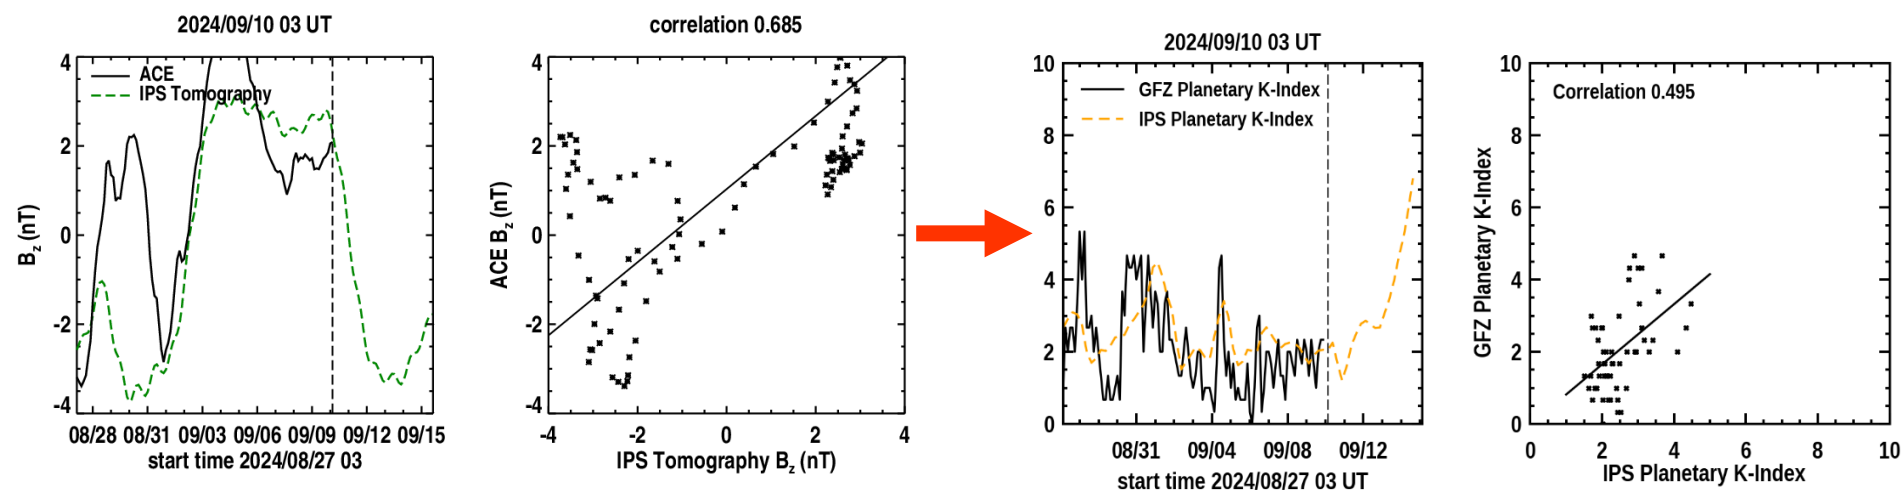 2024/09/10 03 UT
4
2
0
-2
-4
Bz (nT)
ACE
IPS Tomography
08/28 08/31 09/03 09/06 09/09 09/12 09/15
start time 2024/08/27 03
correlation 0.685
4
2
0
-2
-4
ACE Bz (nT)
-4 -2 0 2 4
IPS Tomography Bz (nT)
2024/09/10 03 UT
10
8
6
4
2
0
GFZ Planetary K-Index
IPS Planetary K-Index
08/31 09/04 09/08 09/12
start time 2024/08/27 03 UT
10
8
6
4
2
0
GFZ Planetary K-Index
Correlation 0.495
0 2 4 6 8 10
IPS Planetary K-Index